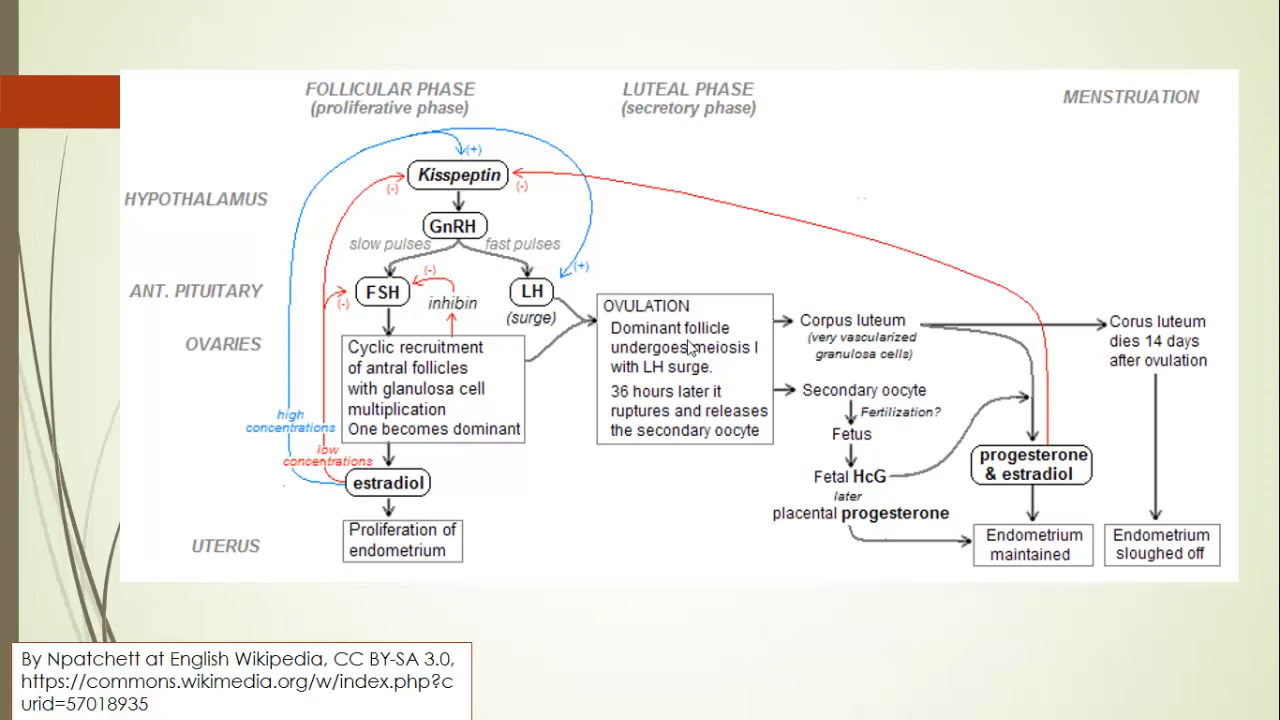 FOLLICULAR PHASE
(proliferative phase)
LUTEAL PHASE
(secretory phase)
MENSTRUATION
HYPOTHALAMUS
ANT. PITUITARY
OVARIES
UTERUS
(+)
Kisspeptin
(-)
(-)
GnRH
slow pulses
fast pulses
(-)
(+)
FSH
(-)
inhibin
LH
(surge)
Cyclic recruitment
of antral follicles
with glanulosa cell
multiplication
One becomes dominant
high
concentrations
low
concentrations
estradiol
Proliferation of
endometrium
OVULATION
Dominant follicle
undergoes meiosis I
with LH surge.
36 hours later it
ruptures and releases
the secondary oocyte
Corpus luteum
(very vascularized
granulosa cells)
Secondary oocyte
Fertilization?
Fetus
Fetal HcG
later
placental progesterone
progesterone
& estradiol
Endometrium
maintained
Corus luteum
dies 14 days
after ovulation
Endometrium
sloughed off
By Npatchett at English Wikipedia, CC BY-SA 3.0,
https://commons.wikimedia.org/w/index.php?c
urid=57018935